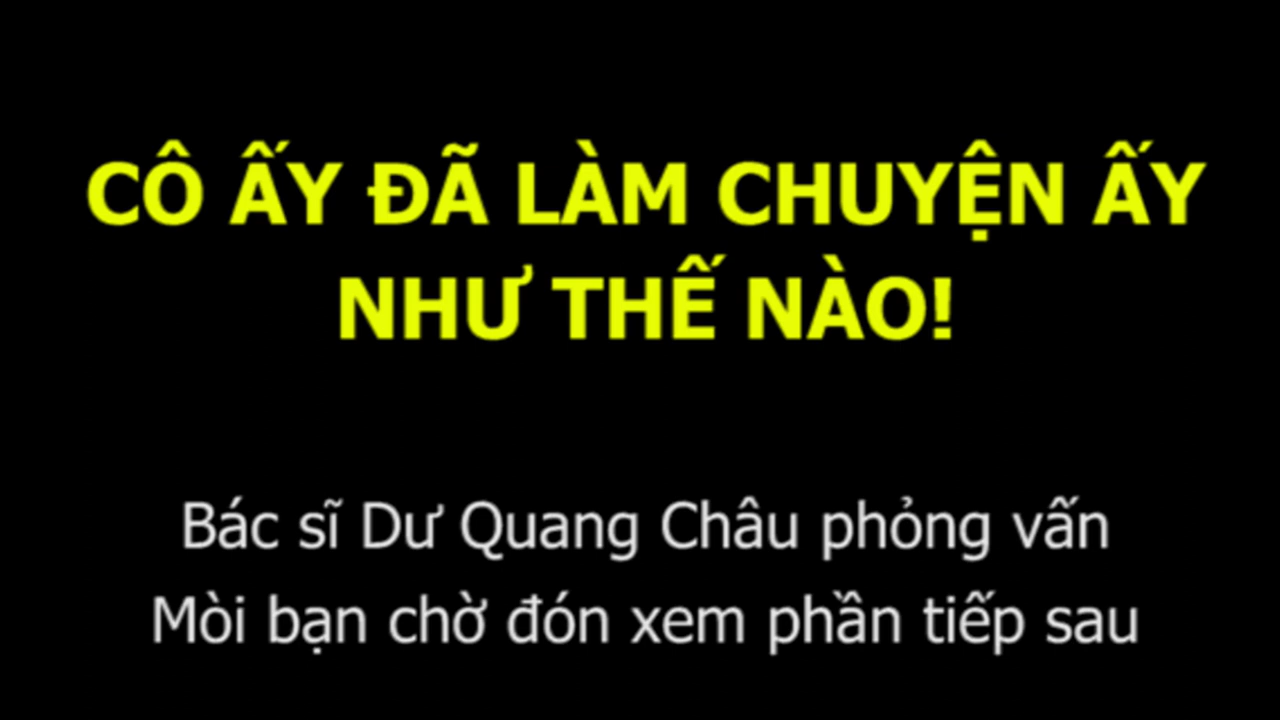 CÔ ẤY ĐÃ LÀM CHUYỆN ẤY
NHƯ THẾ NÀO!
Bác sĩ Dư Quang Châu phỏng vấn
Mòi bạn chờ đón xem phần tiếp sau